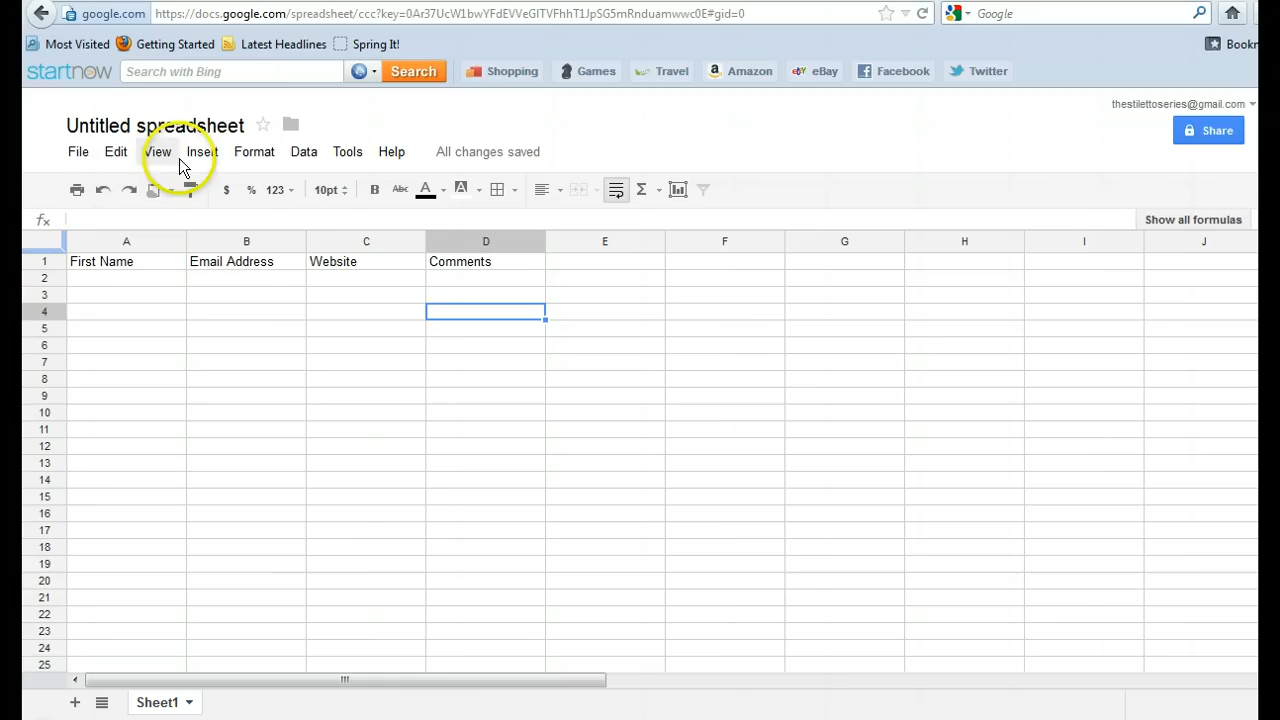 google.com https://docs.google.com/spreadsheet/ccc?key=0Ar37UcW1bwYFdEVVeGlTVFhhT1JpSG5mRnduamwwc0E#gid=0 Google
Most Visited Getting Started Latest Headlines Spring It! Bookm
startnow Search with Bing Search Shopping Games Travel Amazon eBay Facebook Twitter
thestilettoseries@gmail.com
Untitled spreadsheet Share
File Edit View Insert Format Data Tools Help All changes saved
$ % 123 10pt B Abc A A Σ
fx Show all formulas
A B C D E F G H I J
1 First Name Email Address Website Comments
2
3
4
5
6
7
8
9
10
11
12
13
14
15
16
17
18
19
20
21
22
23
24
25
+ Sheet1